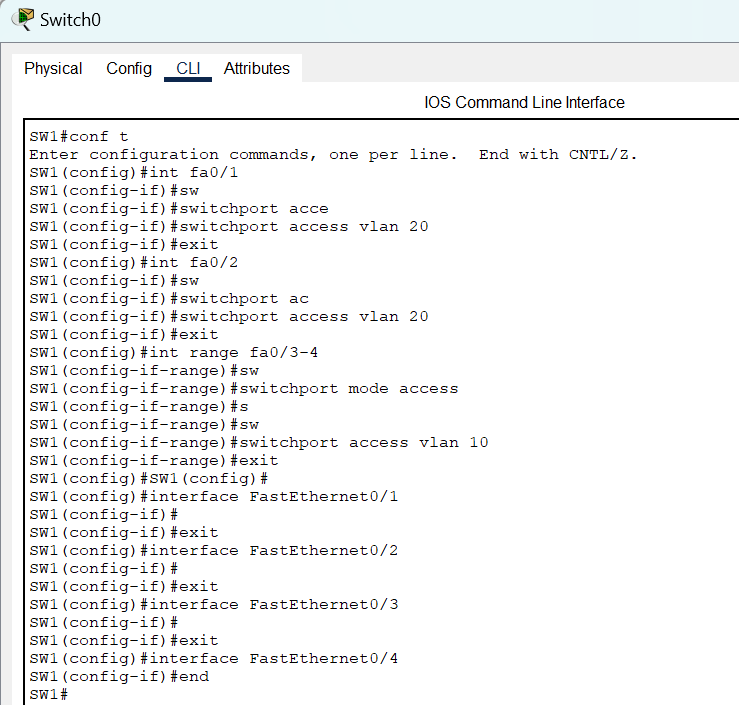 Switch0
Physical Config CLI Attributes
IOS Command Line Interface
SW1#conf t
Enter configuration commands, one per line.  End with CNTL/Z.
SW1(config)#int fa0/1
SW1(config-if)#sw
SW1(config-if)#switchport acce
SW1(config-if)#switchport access vlan 20
SW1(config-if)#exit
SW1(config)#int fa0/2
SW1(config-if)#sw
SW1(config-if)#switchport ac
SW1(config-if)#switchport access vlan 20
SW1(config-if)#exit
SW1(config)#int range fa0/3-4
SW1(config-if-range)#sw
SW1(config-if-range)#switchport mode access
SW1(config-if-range)#s
SW1(config-if-range)#sw
SW1(config-if-range)#switchport access vlan 10
SW1(config-if-range)#exit
SW1(config)#SW1(config)#
SW1(config)#interface FastEthernet0/1
SW1(config-if)#
SW1(config-if)#exit
SW1(config)#interface FastEthernet0/2
SW1(config-if)#
SW1(config-if)#exit
SW1(config)#interface FastEthernet0/3
SW1(config-if)#
SW1(config-if)#exit
SW1(config)#interface FastEthernet0/4
SW1(config-if)#end
SW1#